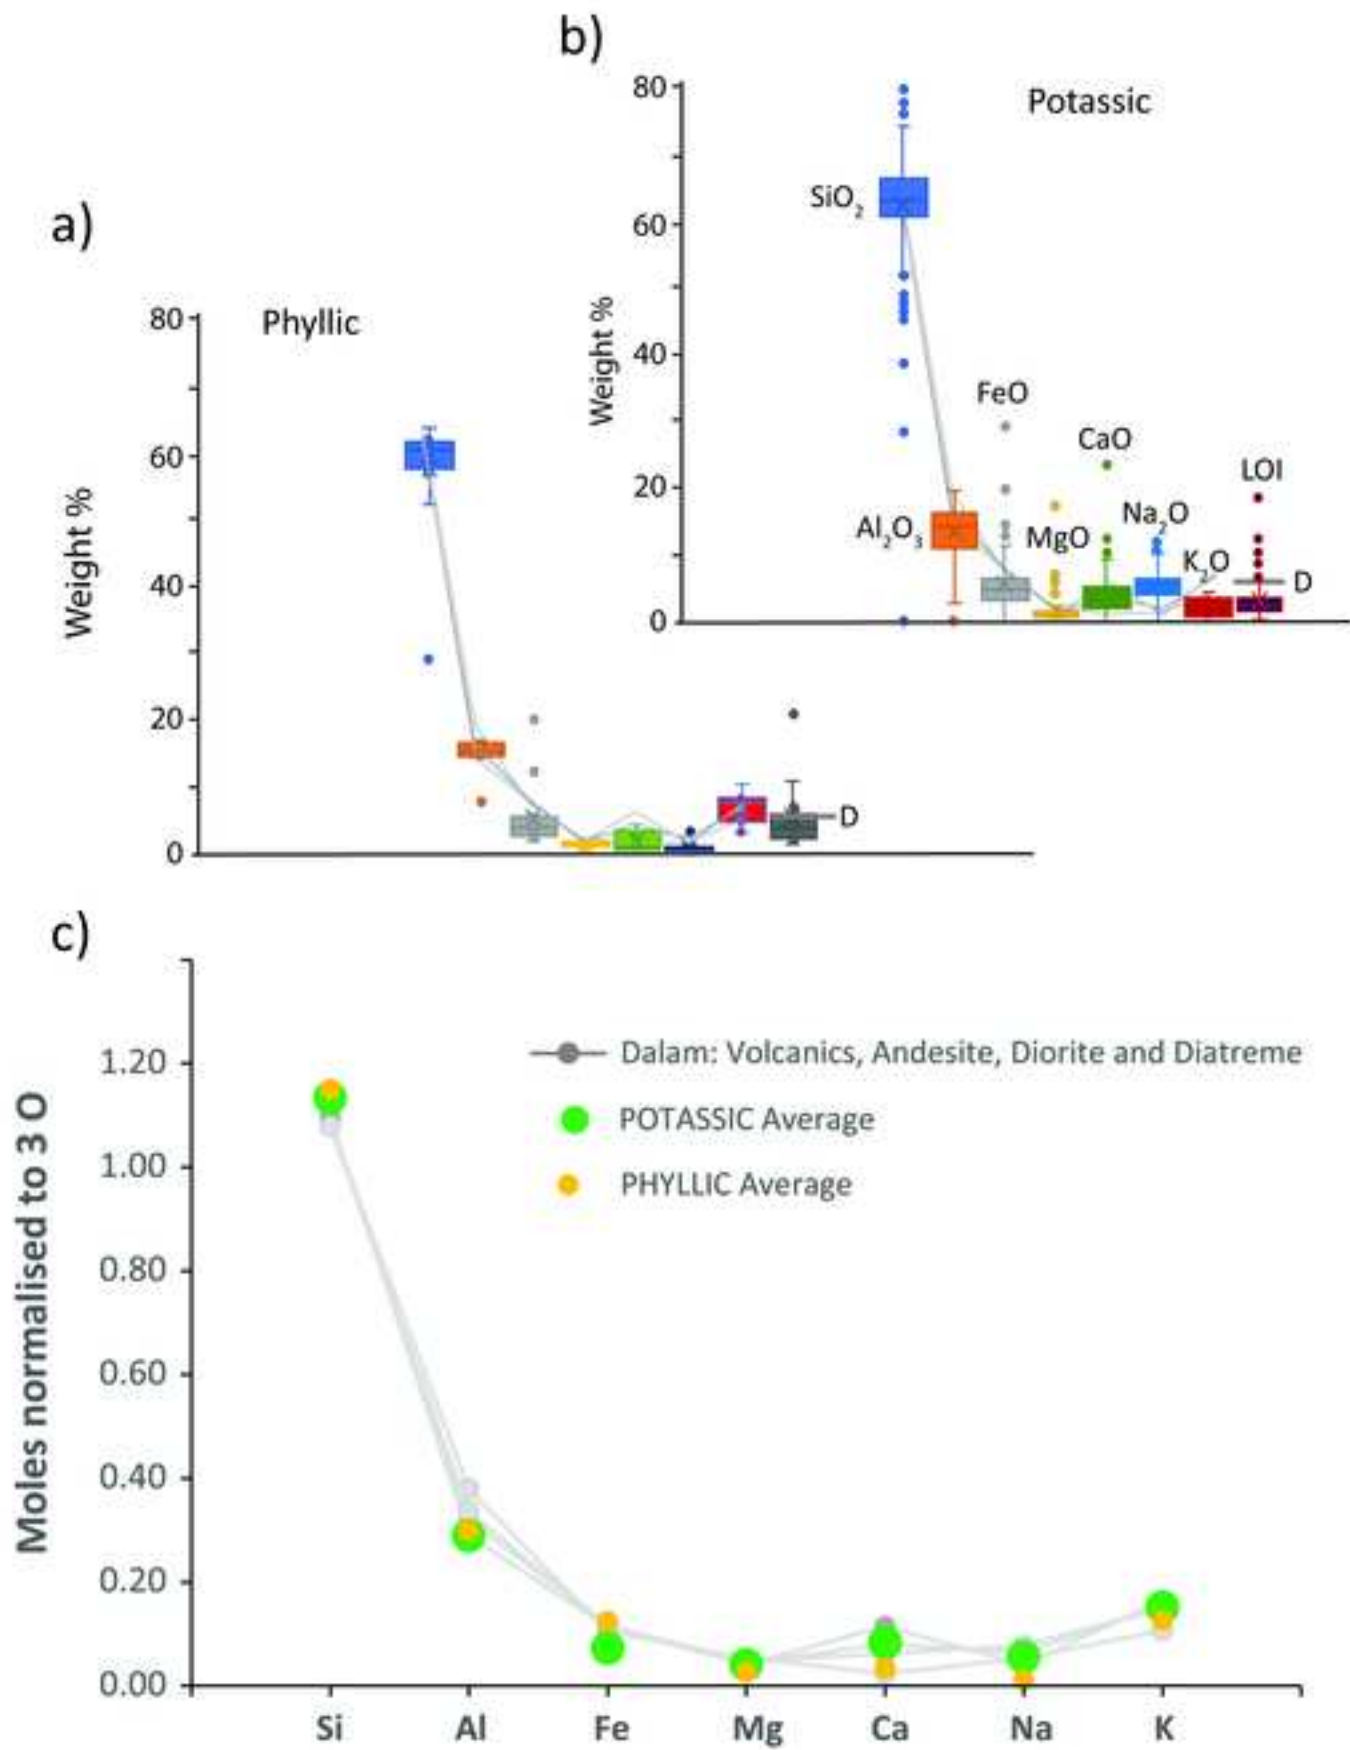 b)
80
Potassic
SiO2
60
Weight %
40
FeO
CaO
LOI
20
Na2O
Al2O3
MgO
K2O
D
0
a)
80
Phyllic
60
Weight %
40
20
D
0
c)
1.20
Dalam: Volcanics, Andesite, Diorite and Diatreme
POTASSIC Average
1.00
PHYLLIC Average
0.80
0.60
0.40
0.20
0.00
Moles normalised to 3 O
Si Al Fe Mg Ca Na K